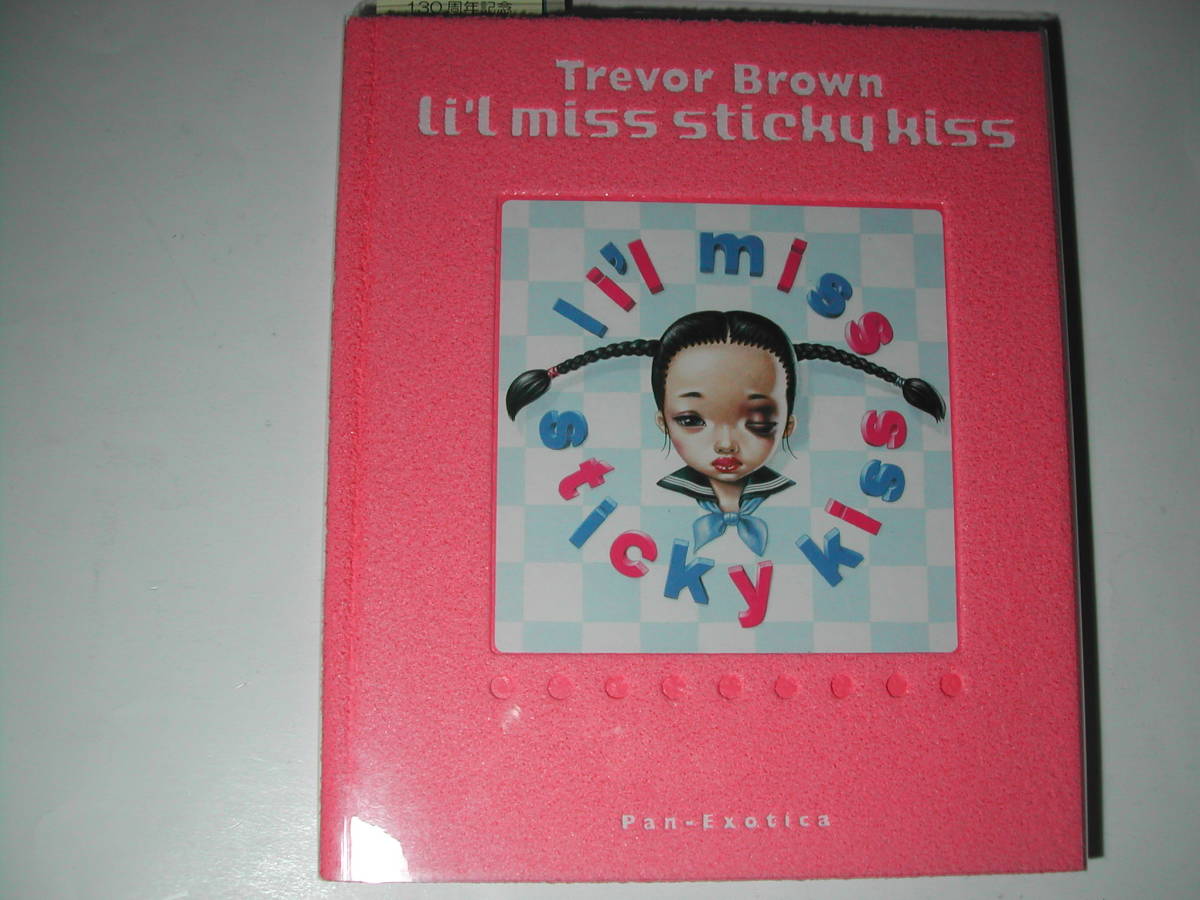 130周年記念
Trevor Brown
li'l miss sticky kiss
li'l miss
sticky kiss
Pan-Exotica